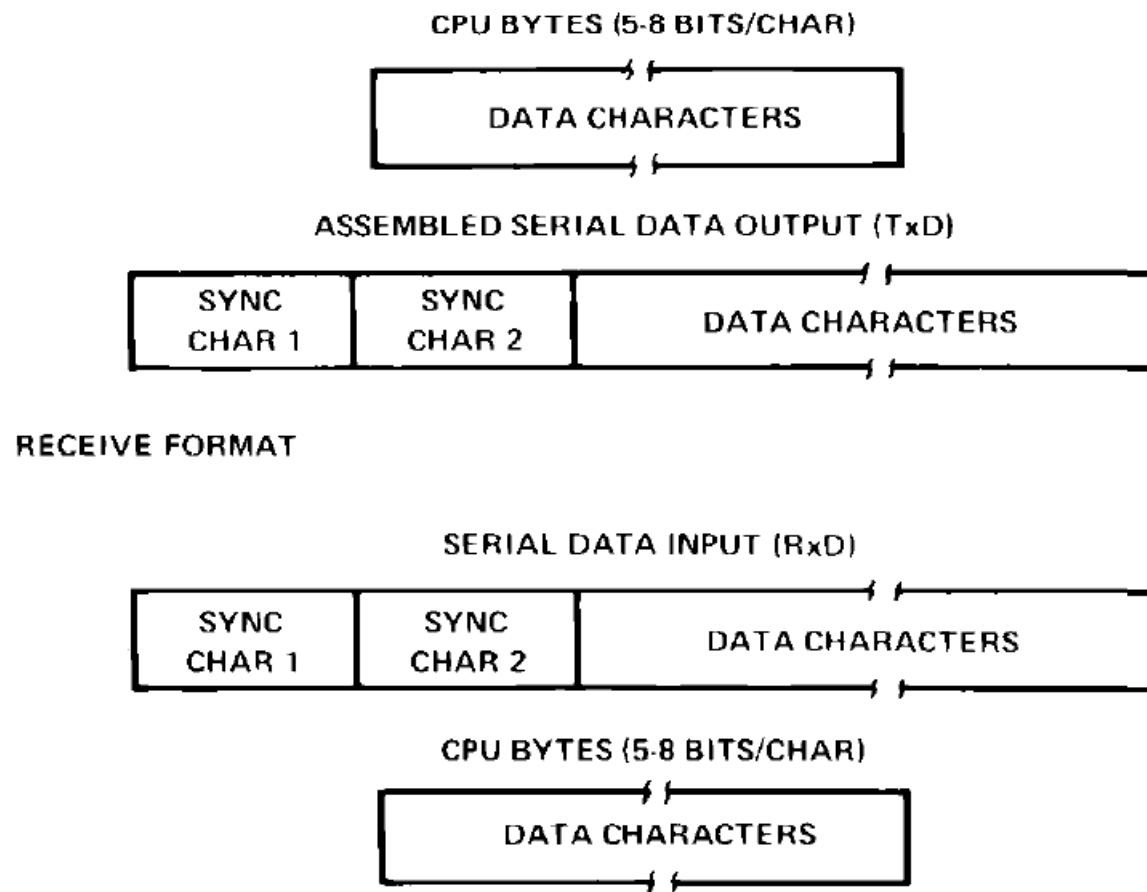 CPU BYTES (5-8 BITS/CHAR)
DATA CHARACTERS
ASSEMBLED SERIAL DATA OUTPUT (TxD)
SYNC CHAR 1
SYNC CHAR 2
DATA CHARACTERS
RECEIVE FORMAT
SERIAL DATA INPUT (RxD)
SYNC CHAR 1
SYNC CHAR 2
DATA CHARACTERS
CPU BYTES (5-8 BITS/CHAR)
DATA CHARACTERS